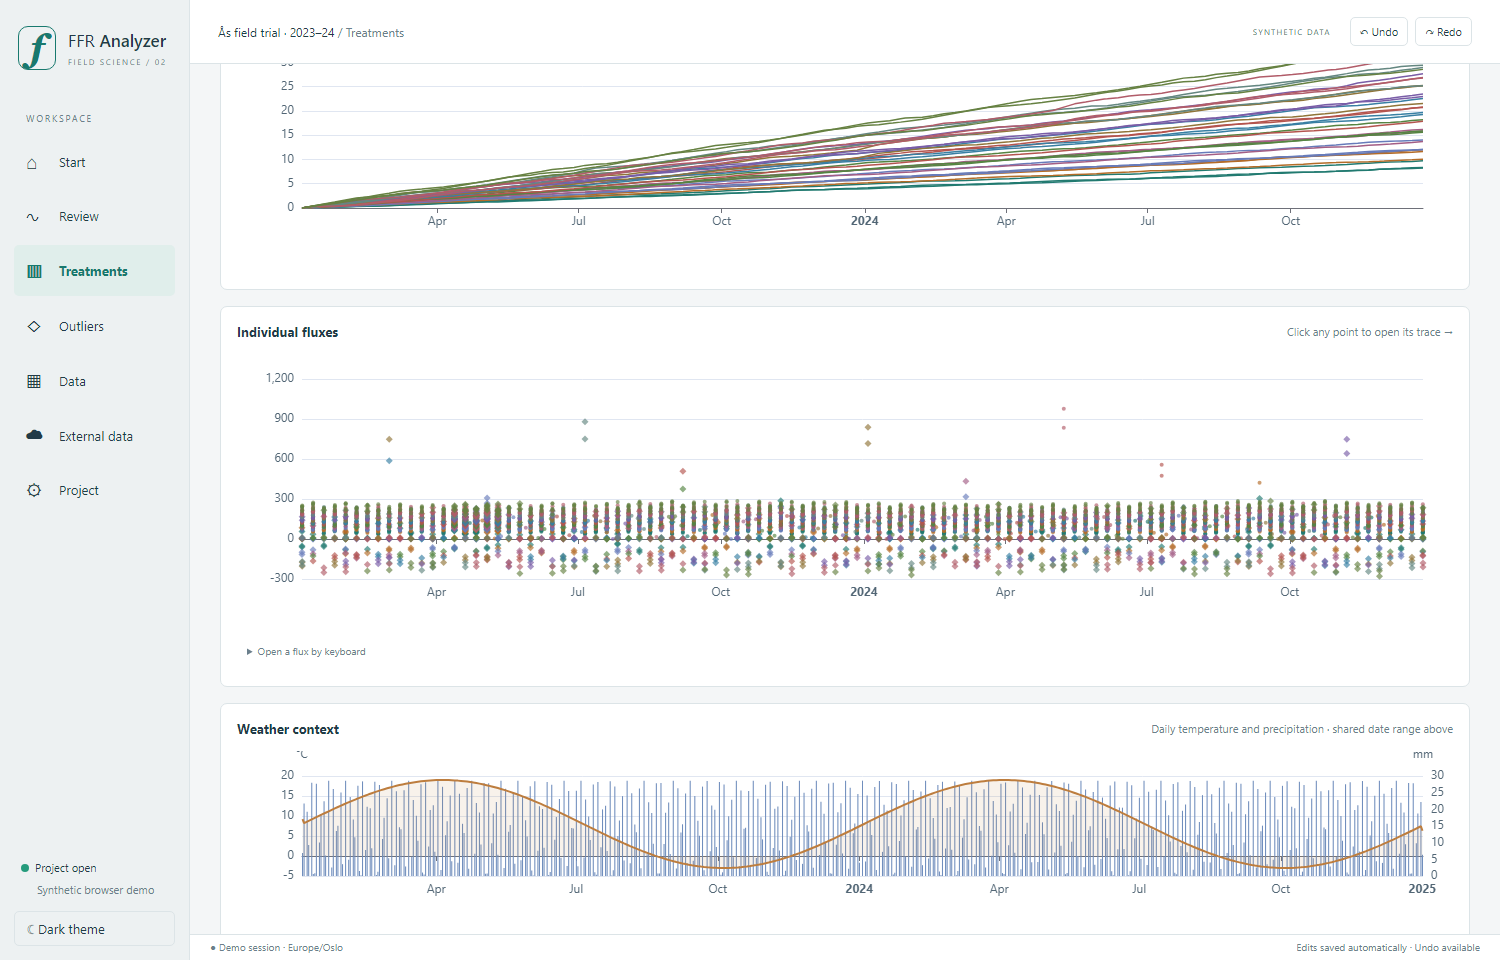 FFR Analyzer
FIELD SCIENCE / 02
WORKSPACE
Start
Review
Treatments
Outliers
Data
External data
Project
Project open
Synthetic browser demo
☾ Dark theme
Ås field trial · 2023–24 / Treatments
SYNTHETIC DATA
↶ Undo
↷ Redo
30
25
20
15
10
5
0
Apr
Jul
Oct
2024
Apr
Jul
Oct
Individual fluxes
Click any point to open its trace →
1,200
900
600
300
0
-300
Apr
Jul
Oct
2024
Apr
Jul
Oct
▶ Open a flux by keyboard
Weather context
Daily temperature and precipitation · shared date range above
°C
mm
20
15
10
5
0
-5
30
25
20
15
10
5
0
Apr
Jul
Oct
2024
Apr
Jul
Oct
2025
● Demo session · Europe/Oslo
Edits saved automatically · Undo available